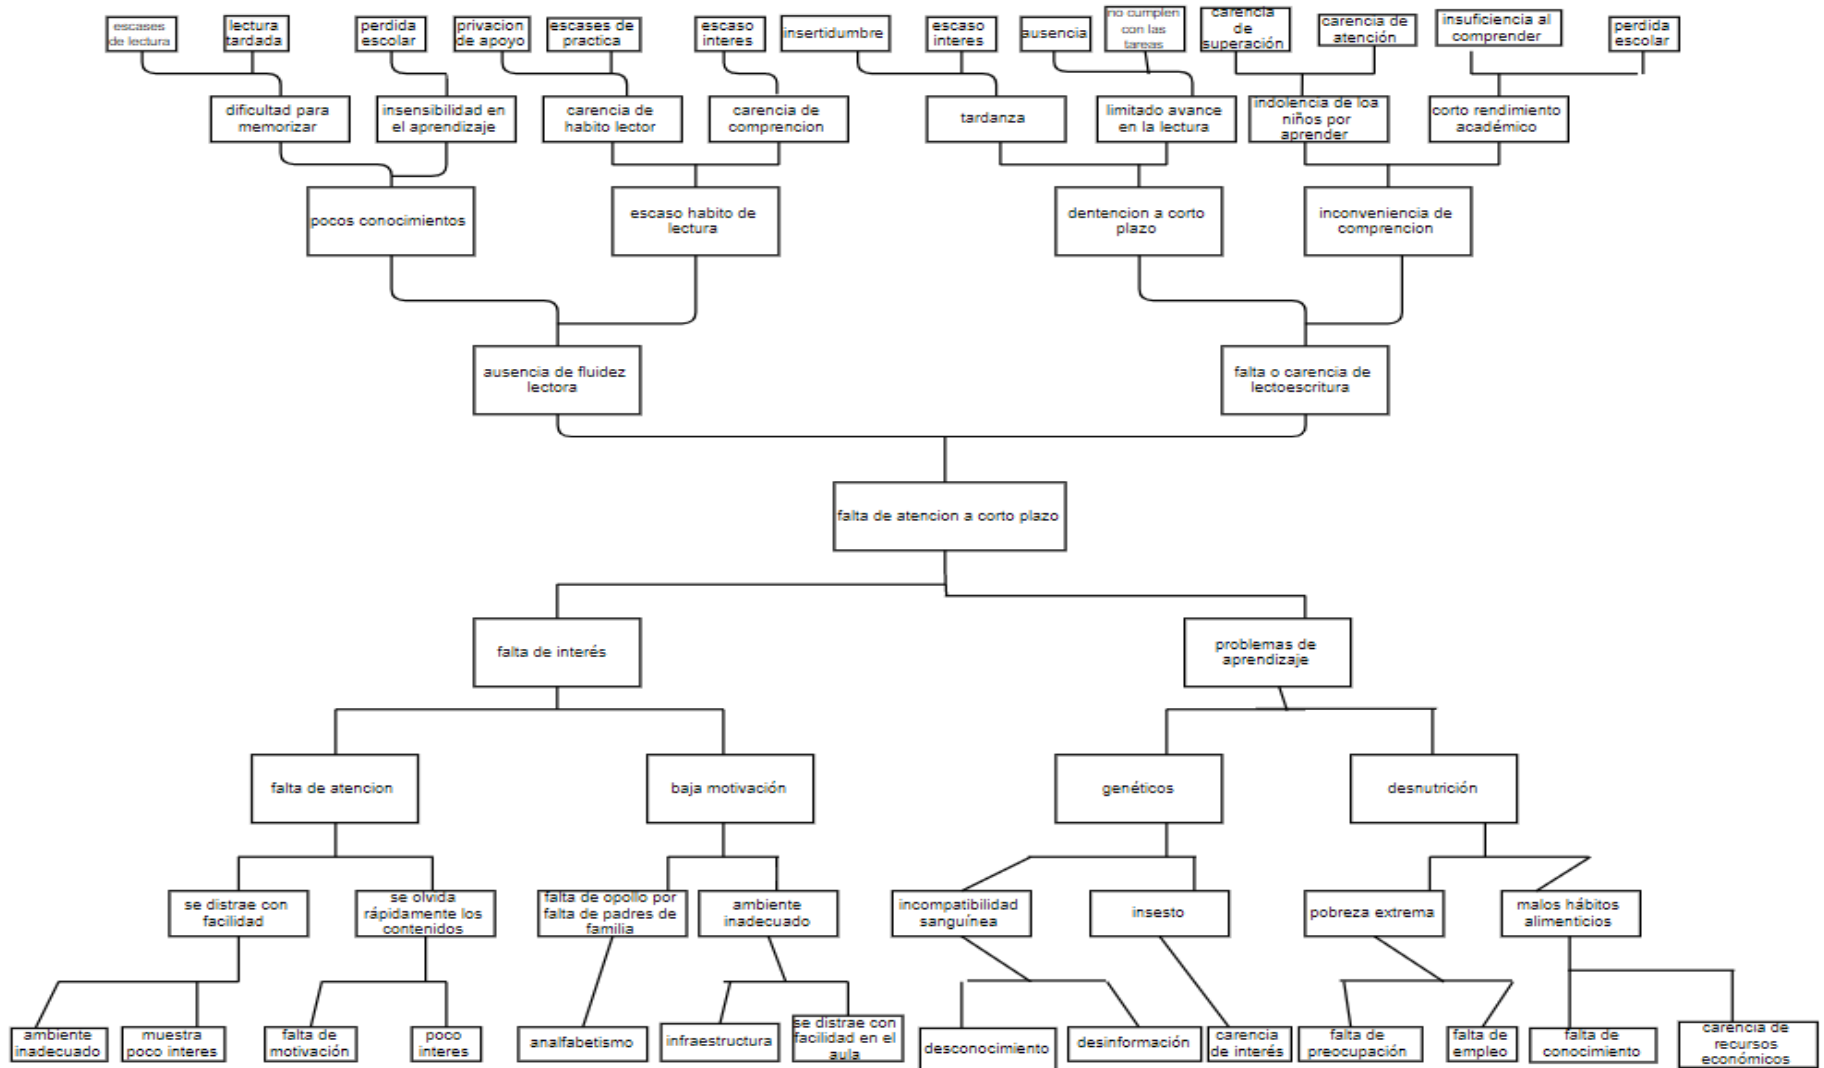 escases
de lectura
lectura
tardada
perdida
escolar
privacion
de apoyo
escases de
practica
escaso
interes
insertidumbre
escaso
interes
ausencia
no cumplen
con las
tareas
carencia
de
superación
carencia de
atención
insuficiencia al
comprender
perdida
escolar
dificultad para
memorizar
insensibilidad en
el aprendizaje
carencia de
habito lector
carencia de
comprencion
tardanza
limitado avance
en la lectura
indolencia de loa
niños por
aprender
corto rendimiento
académico
pocos conocimientos
escaso habito de
lectura
dentencion a corto
plazo
inconveniencia de
comprencion
ausencia de fluidez
lectora
falta o carencia de
lectoescritura
falta de atencion a corto plazo
falta de interés
problemas de
aprendizaje
falta de atencion
baja motivación
genéticos
desnutrición
se distrae con
facilidad
se olvida
rápidamente los
contenidos
falta de opollo por
falta de padres de
familia
ambiente
inadecuado
incompatibilidad
sanguínea
insesto
pobreza extrema
malos hábitos
alimenticios
ambiente
inadecuado
muestra
poco interes
falta de
motivación
poco
interes
analfabetismo
infraestructura
se distrae con
facilidad en el
aula
desconocimiento
desinformación
carencia
de interés
falta de
preocupación
falta de
empleo
falta de
conocimiento
carencia de
recursos
económicos